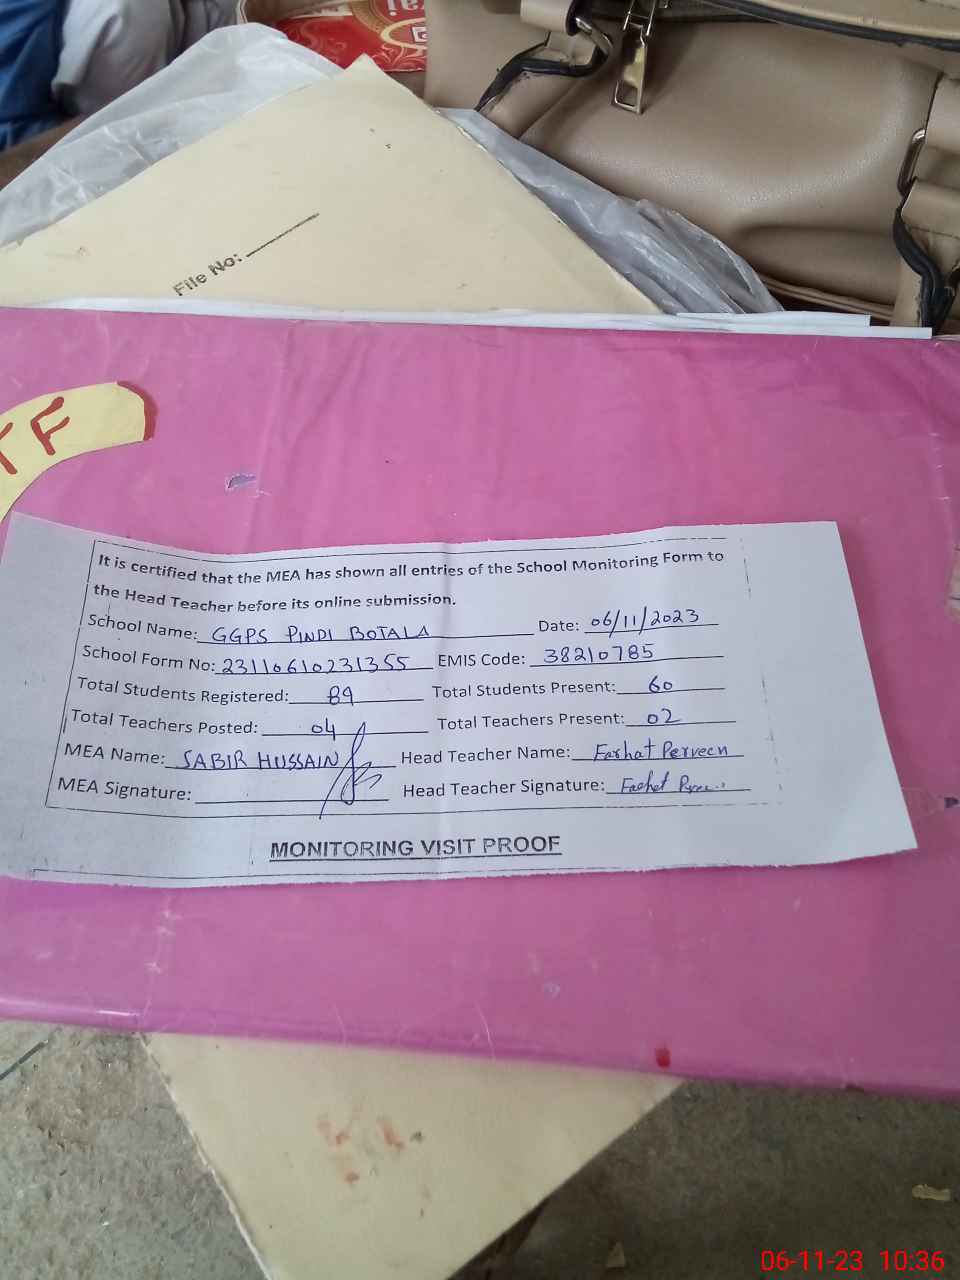 File No:
TF
It is certified that the MEA has shown all entries of the School Monitoring Form to
the Head Teacher before its online submission.
School Name: GGPS PINDI BOTALA Date: 06/11/2023
School Form No: 23110610231355 EMIS Code: 38210785
Total Students Registered: 89 Total Students Present: 60
Total Teachers Posted: 04 Total Teachers Present: 02
MEA Name: SABIR HUSSAIN Head Teacher Name: Farhat Perveen
MEA Signature: Head Teacher Signature:
MONITORING VISIT PROOF
06-11-23 10:36